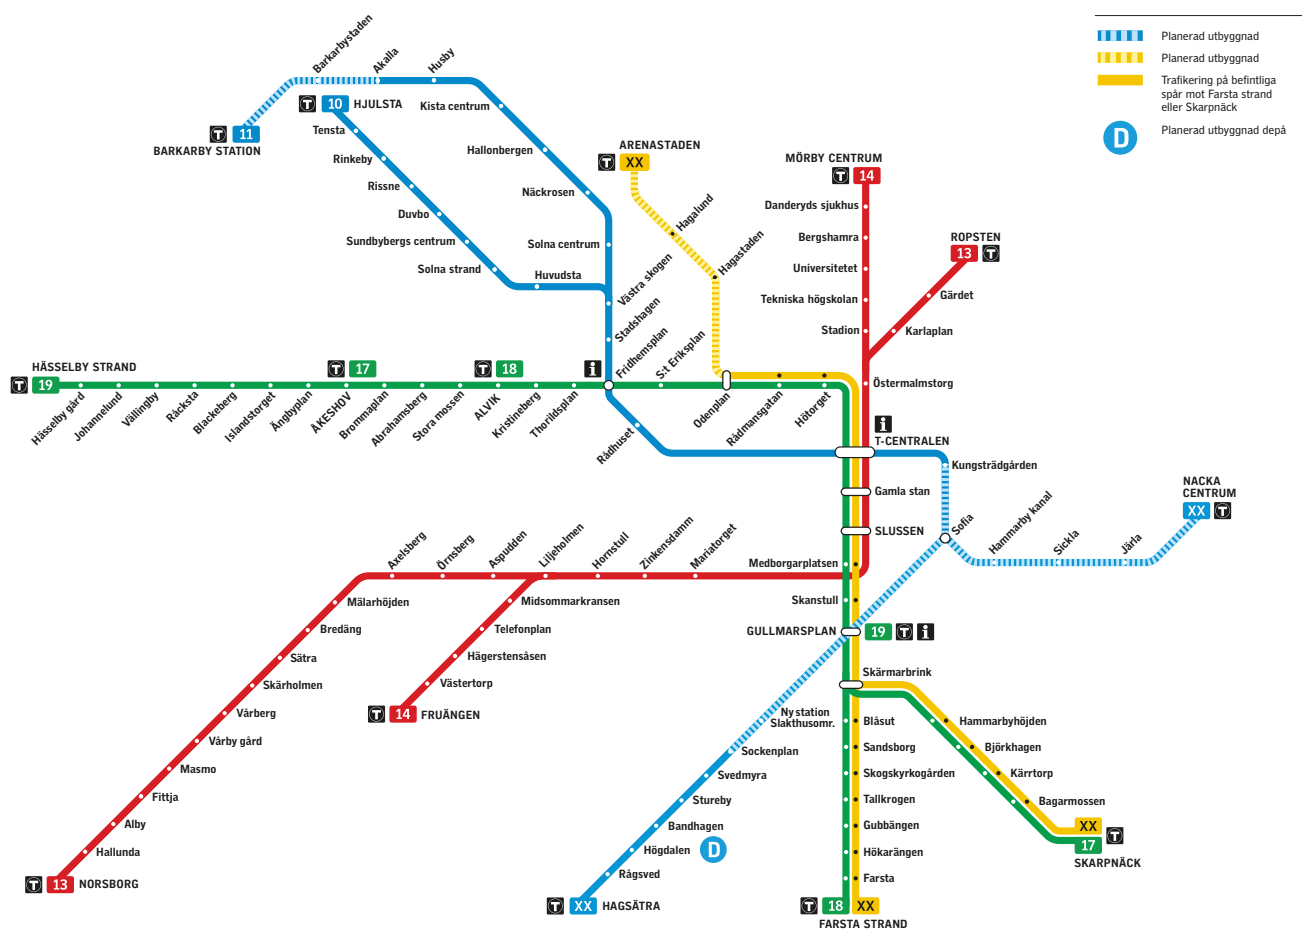 Planerad utbyggnad
Planerad utbyggnad
Trafikering på befintliga
spår mot Farsta strand
eller Skarpnäck
D
Planerad utbyggnad depå
Barkarbystaden
Akalla
Husby
T 10 HJULSTA
Kista centrum
T 11
BARKARBY STATION
Tensta
Rinkeby
Rissne
Duvbo
Sundbybergs centrum
Solna strand
Huvudsta
Hallonbergen
Näckrosen
Solna centrum
Västra skogen
Stadshagen
Fridhemsplan
ARENASTADEN
T XX
Hagalund
Hagastaden
MÖRBY CENTRUM
T 14
Danderyds sjukhus
Bergshamra
Universitetet
Tekniska högskolan
Stadion
ROPSTEN
13 T
Gärdet
Karlaplan
Östermalmstorg
HÄSSELBY STRAND
T 19
Hässelby gård
Johannelund
Vällingby
Råcksta
Blackeberg
Islandstorget
Ängbyplan
T 17
ÅKESHOV
Brommaplan
Abrahamsberg
Stora mossen
T 18
ALVIK
Kristineberg
Thorildsplan
i
S:t Eriksplan
Odenplan
Rådmansgatan
Hötorget
Rådhuset
i
T-CENTRALEN
Kungsträdgården
Gamla stan
SLUSSEN
Sofia
Hammarby kanal
Sickla
Järla
NACKA
CENTRUM
XX T
Axelsberg
Örnsberg
Aspudden
Liljeholmen
Hornstull
Zinkensdamm
Mariatorget
Medborgarplatsen
Skanstull
GULLMARSPLAN
19 T i
Mälarhöjden
Bredäng
Sätra
Skärholmen
Vårberg
Vårby gård
Masmo
Fittja
Alby
Hallunda
T 13 NORSBORG
Midsommarkransen
Telefonplan
Hägerstensåsen
Västertorp
T 14 FRUÄNGEN
Skärmarbrink
Ny station
Slakthusomr.
Sockenplan
Svedmyra
Stureby
Bandhagen
Högdalen
D
Rågsved
T XX HAGSÄTRA
Blåsut
Sandsborg
Skogskyrkogården
Tallkrogen
Gubbängen
Hökarängen
Farsta
T 18 XX
FARSTA STRAND
Hammarbyhöjden
Björkhagen
Kärrtorp
Bagarmossen
XX
17 T
SKARPNÄCK